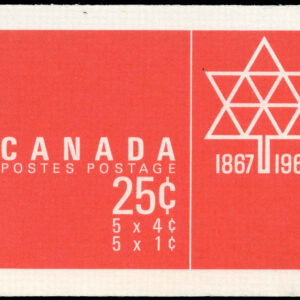 CANADA
POSTES POSTAGE
25¢
5 x 4¢
5 x 1¢
1867 196